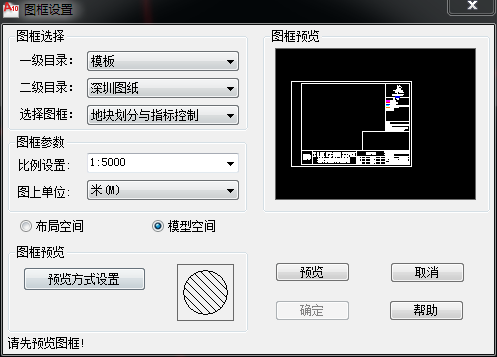 A10 图框设置
图框选择
一级目录: 模板
二级目录: 深圳图纸
选择图框: 地块划分与指标控制
图框参数
比例设置: 1:5000
图上单位: 米(M)
布局空间 模型空间
图框预览
预览方式设置
图框预览
预览 取消
确定 帮助
请先预览图框!